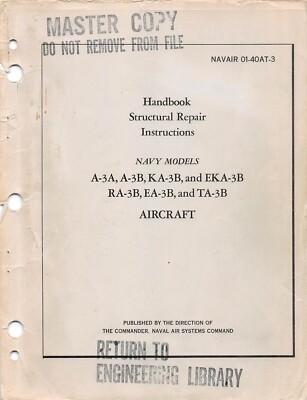 MASTER COPY
DO NOT REMOVE FROM FILE
NAVAIR 01-40AT-3
Handbook
Structural Repair
Instructions
NAVY MODELS
A-3A, A-3B, KA-3B, and EKA-3B
RA-3B, EA-3B, and TA-3B
AIRCRAFT
PUBLISHED BY THE DIRECTION OF
THE COMMANDER, NAVAL AIR SYSTEMS COMMAND
RETURN TO
ENGINEERING LIBRARY